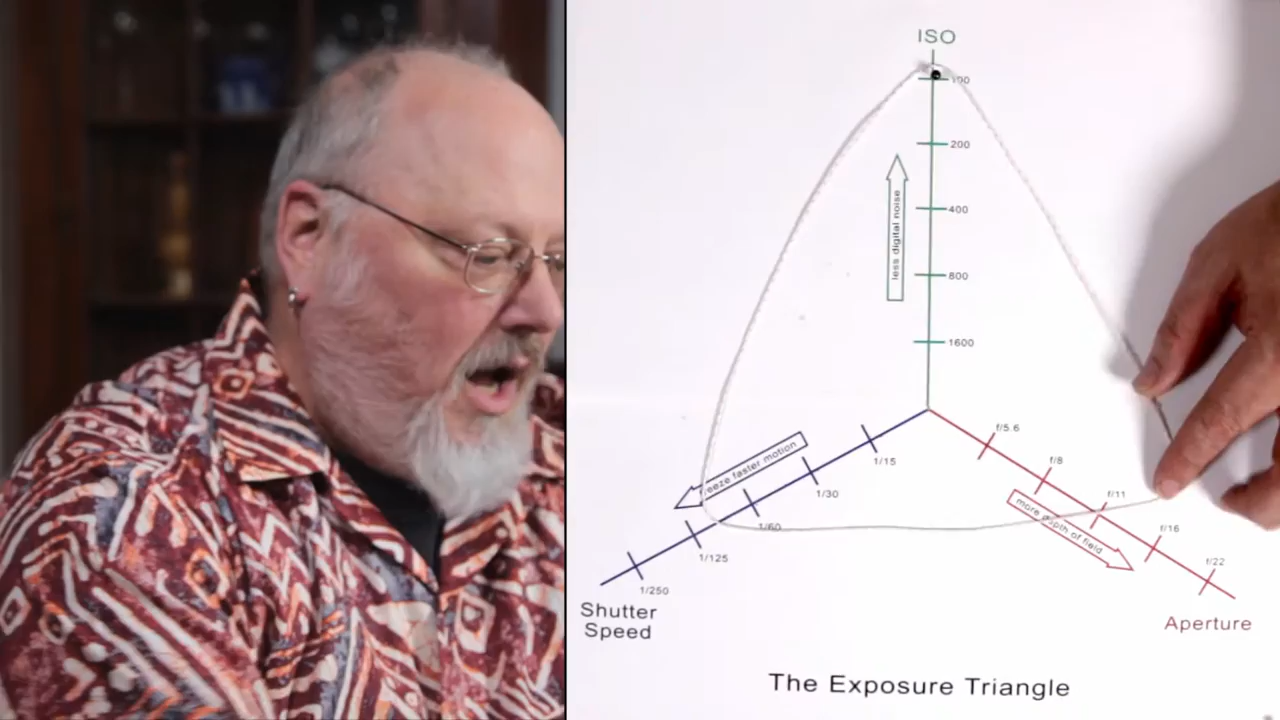 ISO
100
200
400
800
1600
less digital noise
freeze faster motion
1/15
1/30
1/60
1/125
1/250
Shutter
Speed
f/5.6
f/8
f/11
f/16
f/22
more depth of field
Aperture
The Exposure Triangle